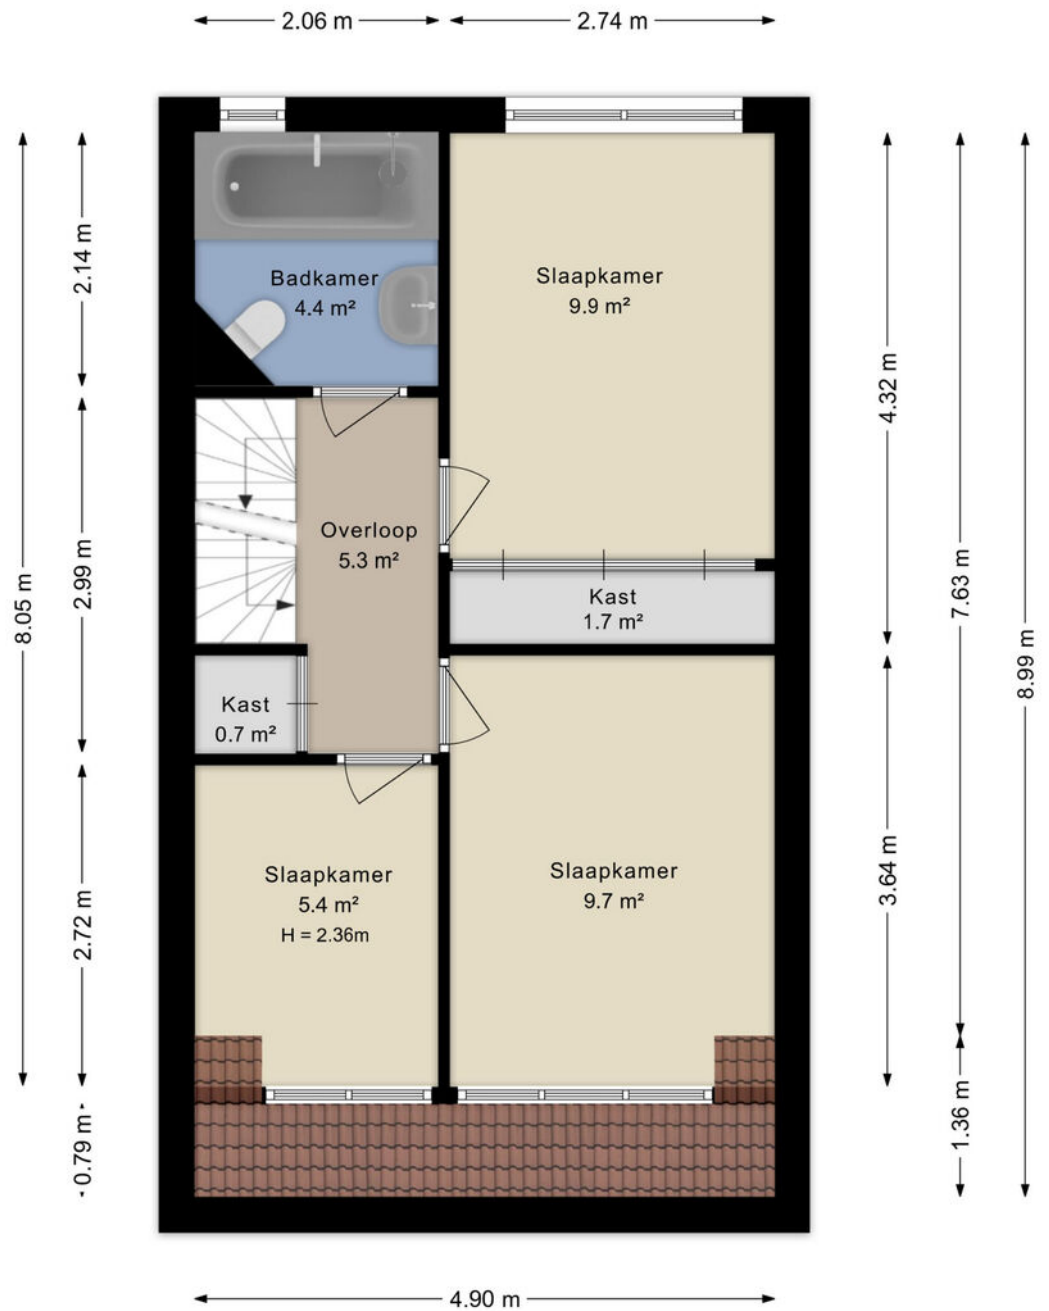 2.06 m
2.74 m
2.14 m
Badkamer
4.4 m²
Slaapkamer
9.9 m²
4.32 m
2.99 m
Overloop
5.3 m²
8.05 m
7.63 m
Kast
1.7 m²
8.99 m
Kast
0.7 m²
2.72 m
Slaapkamer
5.4 m²
H = 2.36m
Slaapkamer
9.7 m²
3.64 m
0.79 m
1.36 m
4.90 m